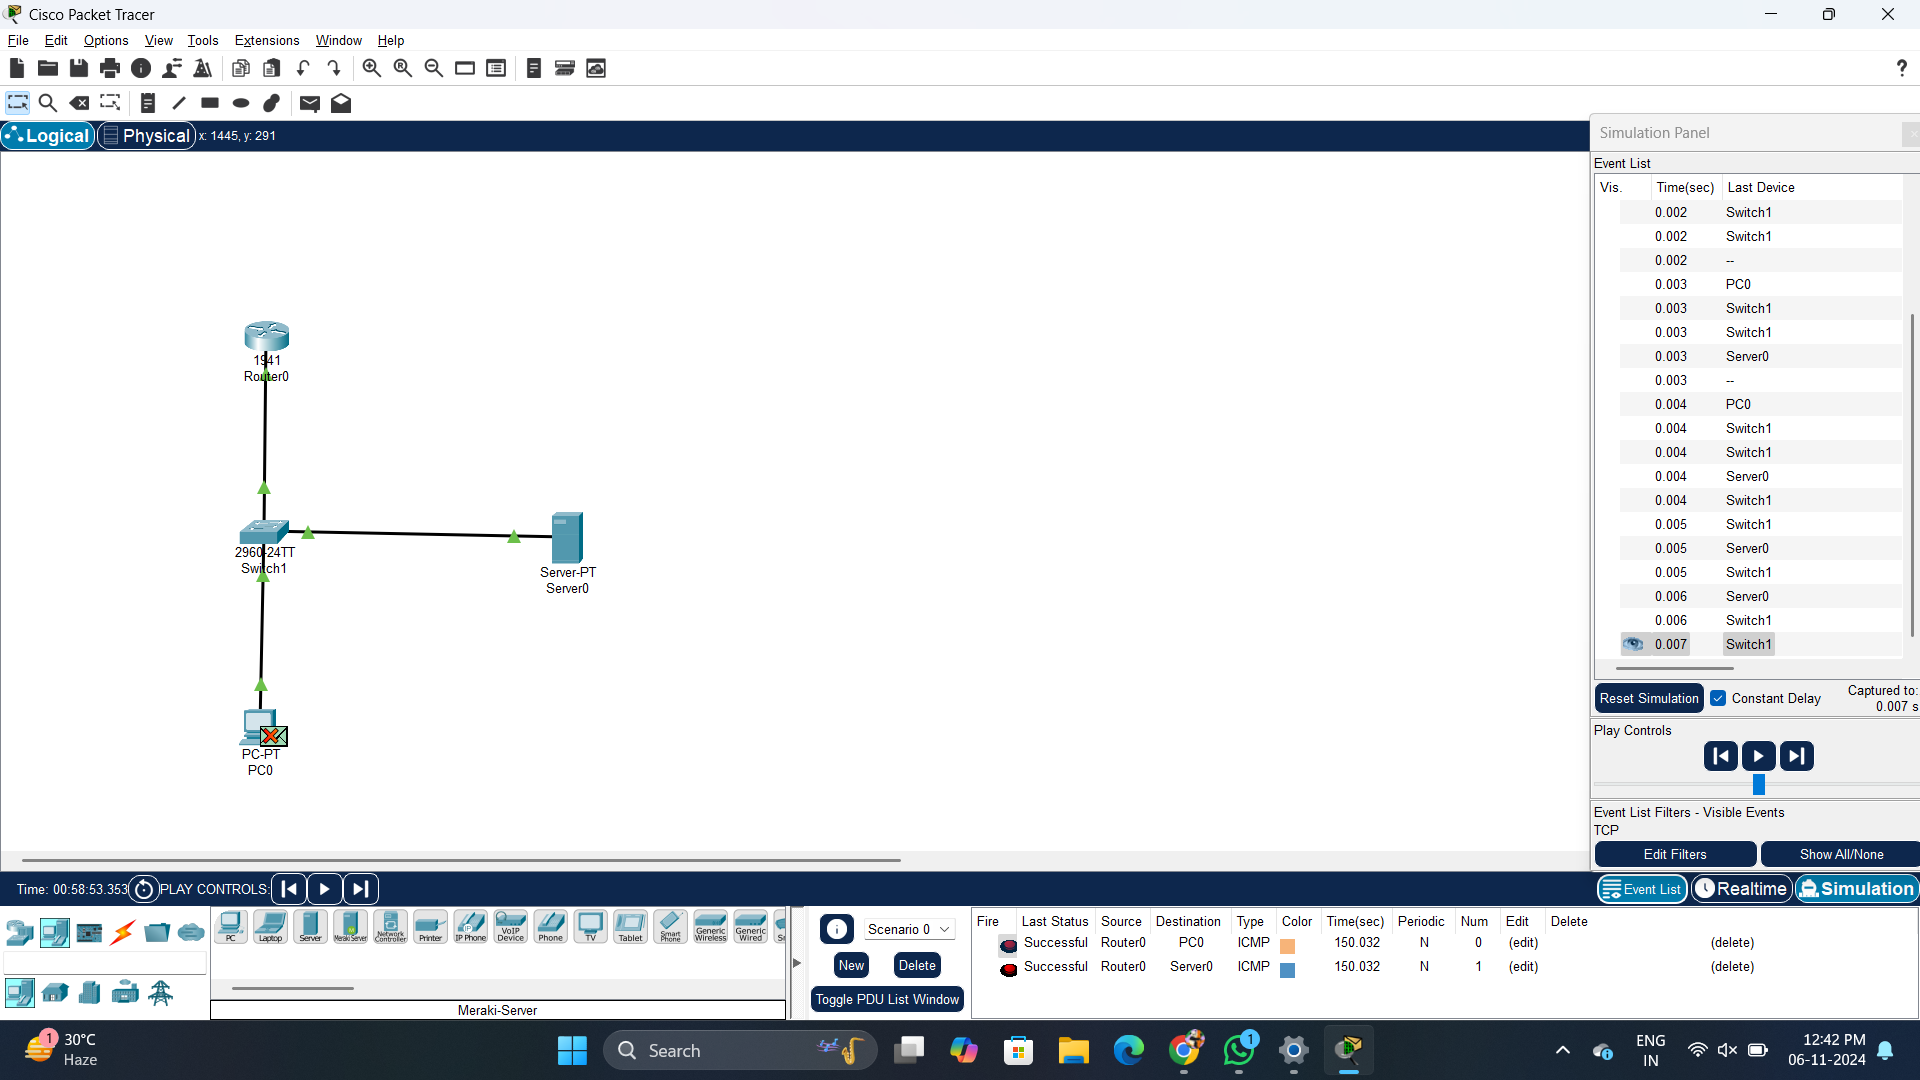 Cisco Packet Tracer
File Edit Options View Tools Extensions Window Help
?
Logical Physical x: 1445, y: 291
Simulation Panel
Event List
Vis. Time(sec) Last Device
0.002 Switch1
0.002 Switch1
0.002 --
0.003 PC0
0.003 Switch1
0.003 Switch1
0.003 Server0
0.003 --
0.004 PC0
0.004 Switch1
0.004 Switch1
0.004 Server0
0.004 Switch1
0.005 Switch1
0.005 Server0
0.005 Switch1
0.006 Server0
0.006 Switch1
0.007 Switch1
Reset Simulation Constant Delay Captured to:
0.007 s
Play Controls
Event List Filters - Visible Events
TCP
Edit Filters Show All/None
1941
Router0
2960-24TT
Switch1
Server-PT
Server0
PC-PT
PC0
Time: 00:58:53.353 PLAY CONTROLS: Event List Realtime Simulation
PC Laptop Server Meraki Server Network Controller Printer IP Phone VoIP Device Phone TV Tablet Smart Phone Generic Wireless Generic Wired
Meraki-Server
Scenario 0
New Delete
Toggle PDU List Window
Fire Last Status Source Destination Type Color Time(sec) Periodic Num Edit Delete
Successful Router0 PC0 ICMP 150.032 N 0 (edit) (delete)
Successful Router0 Server0 ICMP 150.032 N 1 (edit) (delete)
1 30°C
Haze
Search
1
ENG
IN
12:42 PM
06-11-2024